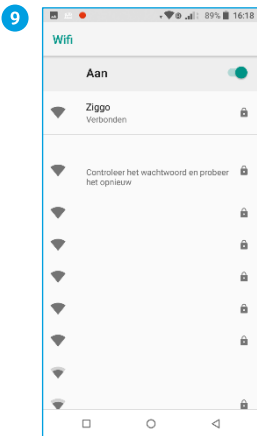 9
89% 16:18
Wifi
Aan
Ziggo
Verbonden
Controleer het wachtwoord en probeer
het opnieuw